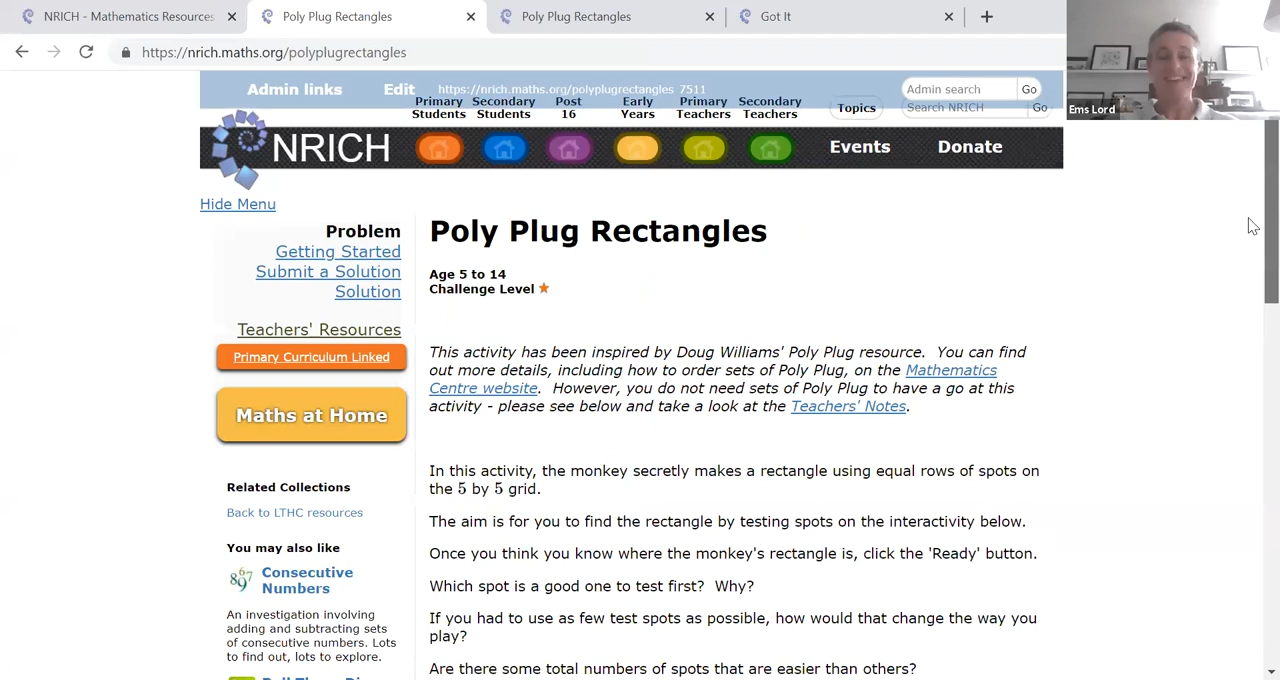 NRICH - Mathematics Resources
Poly Plug Rectangles
Poly Plug Rectangles
Got It
https://nrich.maths.org/polyplugrectangles
Ems Lord
Admin links
Edit
https://nrich.maths.org/polyplugrectangles 7511
Admin search
Go
Primary Students
Secondary Students
Post 16
Early Years
Primary Teachers
Secondary Teachers
Topics
Search NRICH
Go
NRICH
Events
Donate
Hide Menu
Problem
Getting Started
Submit a Solution
Solution
Teachers' Resources
Primary Curriculum Linked
Maths at Home
Related Collections
Back to LTHC resources
You may also like
897 6
Consecutive
Numbers
An investigation involving
adding and subtracting sets
of consecutive numbers. Lots
to find out, lots to explore.
Poly Plug Rectangles
Age 5 to 14
Challenge Level
This activity has been inspired by Doug Williams' Poly Plug resource. You can find
out more details, including how to order sets of Poly Plug, on the Mathematics
Centre website. However, you do not need sets of Poly Plug to have a go at this
activity - please see below and take a look at the Teachers' Notes.
In this activity, the monkey secretly makes a rectangle using equal rows of spots on
the 5 by 5 grid.
The aim is for you to find the rectangle by testing spots on the interactivity below.
Once you think you know where the monkey's rectangle is, click the 'Ready' button.
Which spot is a good one to test first? Why?
If you had to use as few test spots as possible, how would that change the way you
play?
Are there some total numbers of spots that are easier than others?